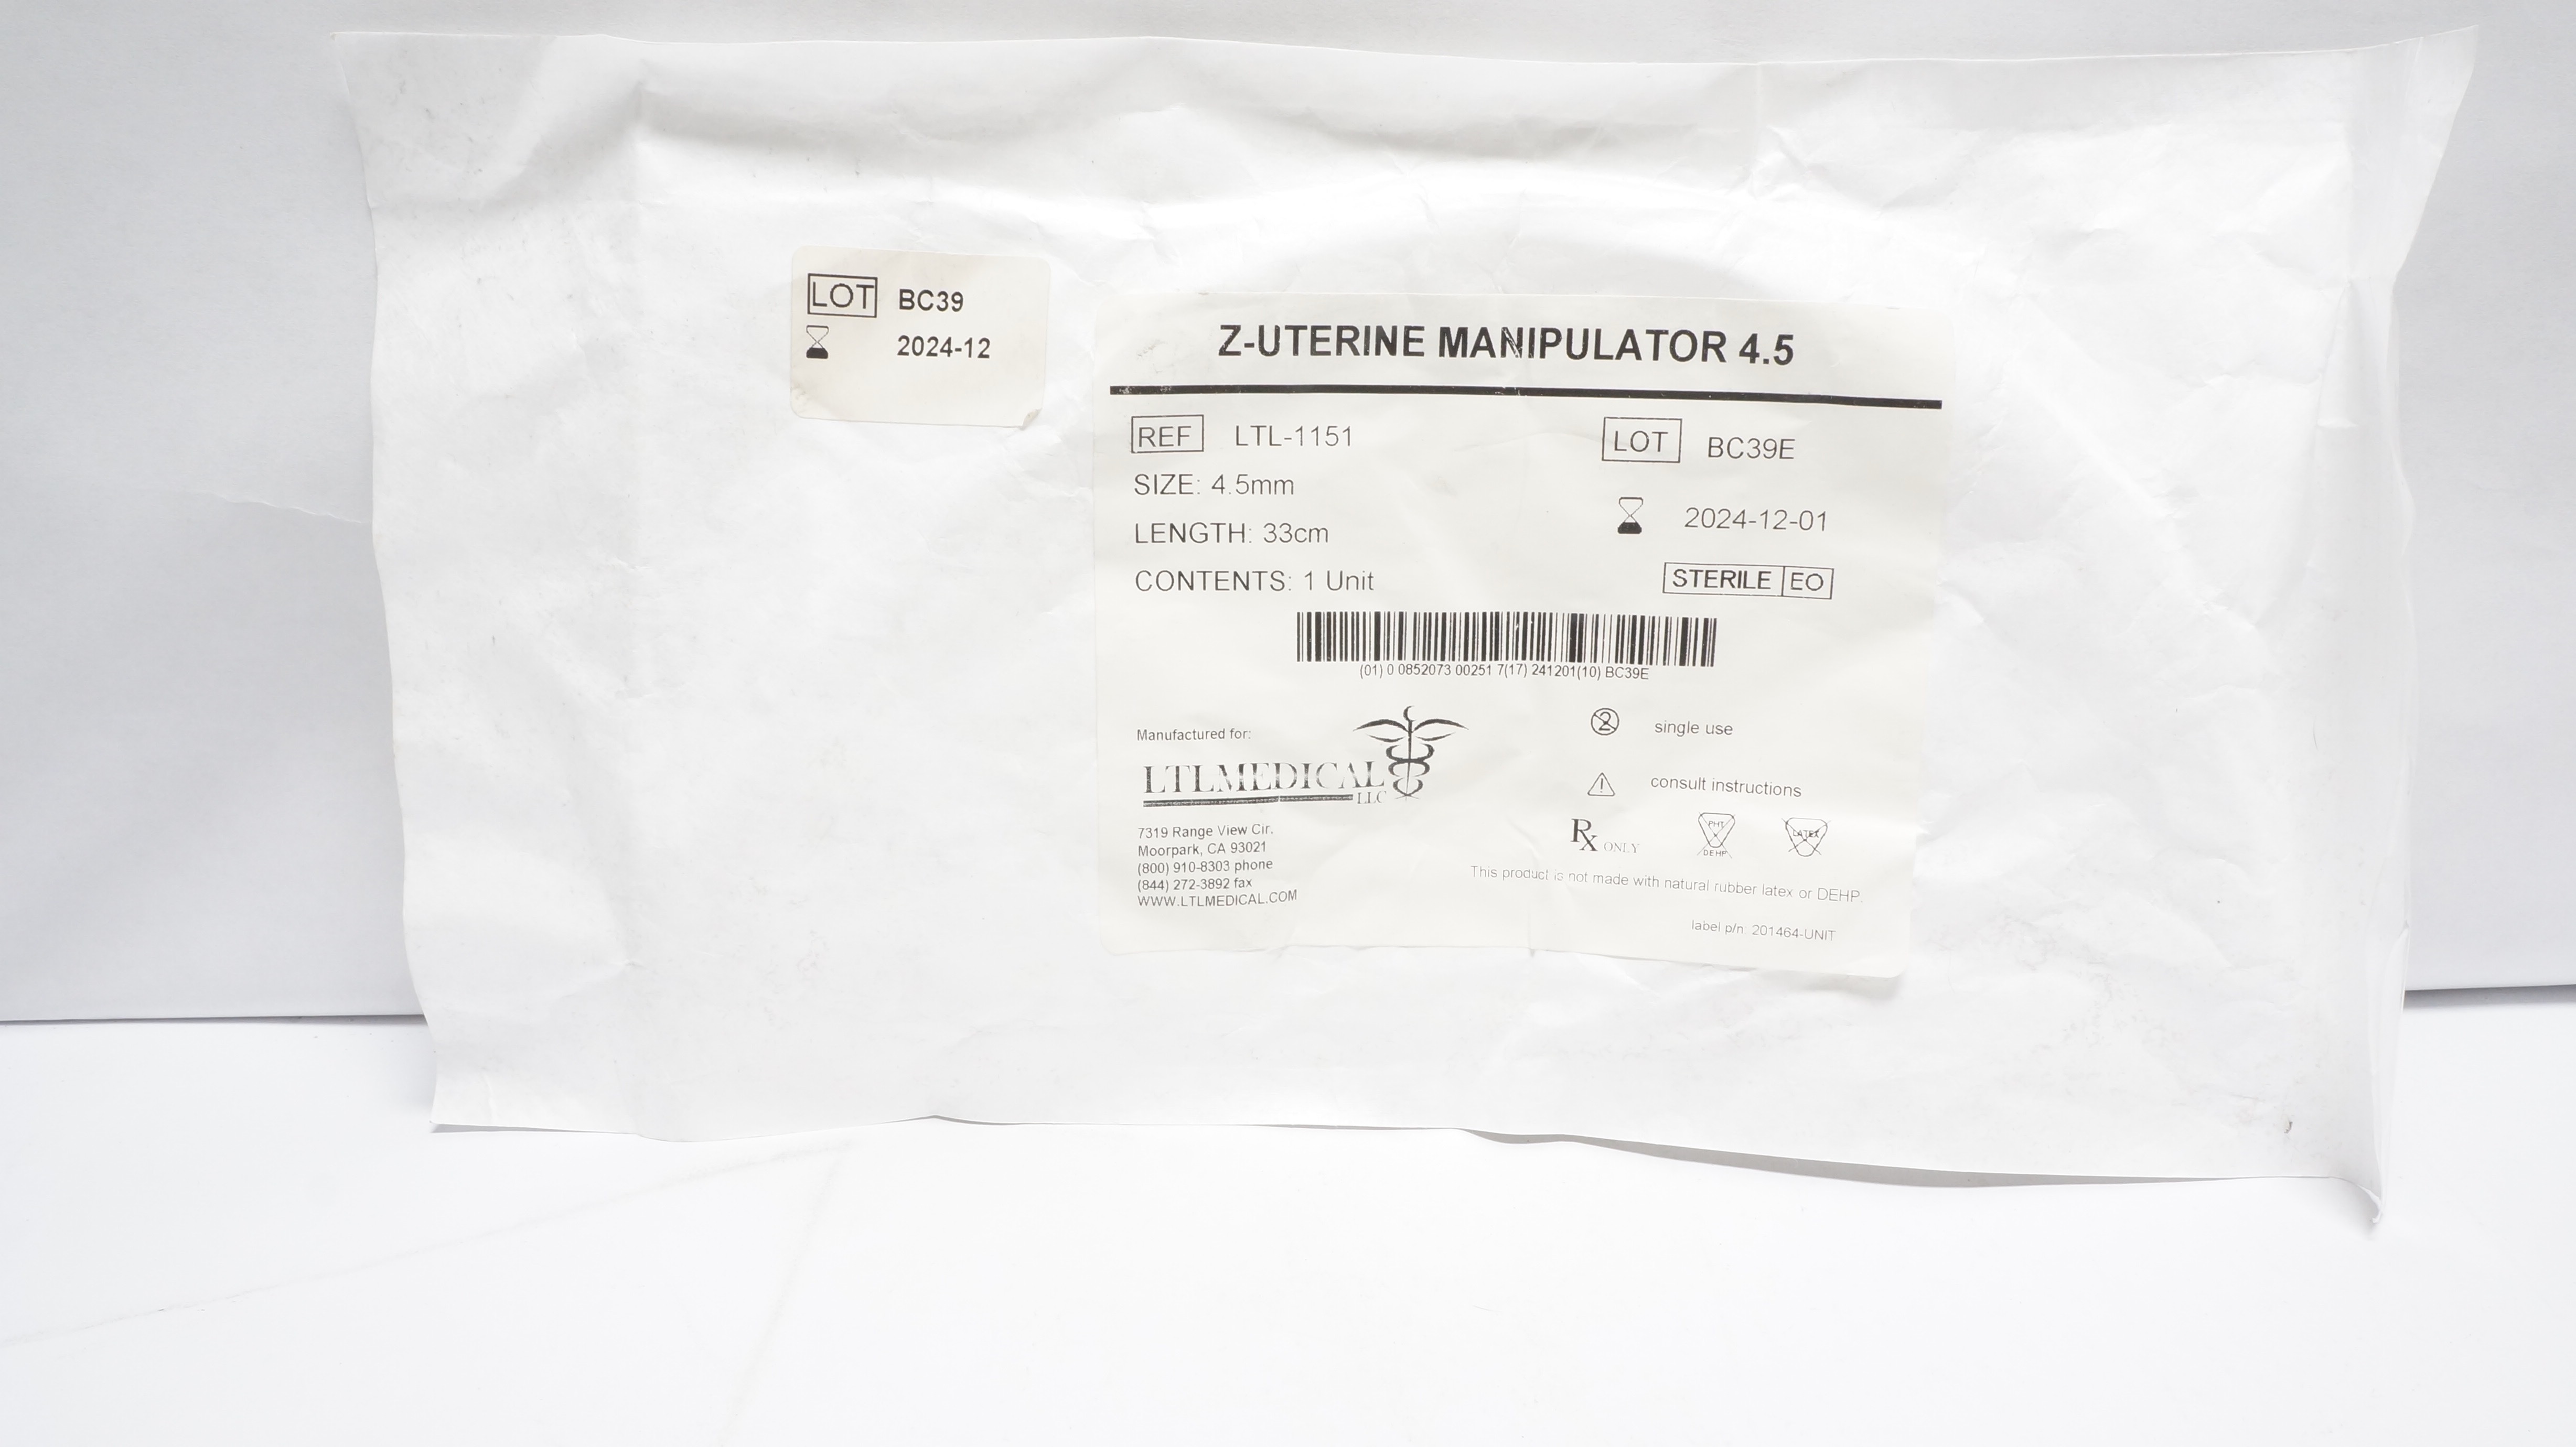 LOT BC39
2024-12
Z-UTERINE MANIPULATOR 4.5
REF LTL-1151
LOT BC39E
SIZE: 4.5mm
2024-12-01
LENGTH: 33cm
CONTENTS: 1 Unit
STERILE EO
(01) 0 0852073 00251 7(17) 241201(10) BC39E
Manufactured for:
LTLMEDICAL
LLC
7319 Range View Cir.
Moorpark, CA 93021
(800) 910-8303 phone
(844) 272-3892 fax
WWW.LTLMEDICAL.COM
2 single use
! consult instructions
Rx ONLY
PHT
DEHP
LATEX
This product is not made with natural rubber latex or DEHP.
label p/n: 201464-UNIT